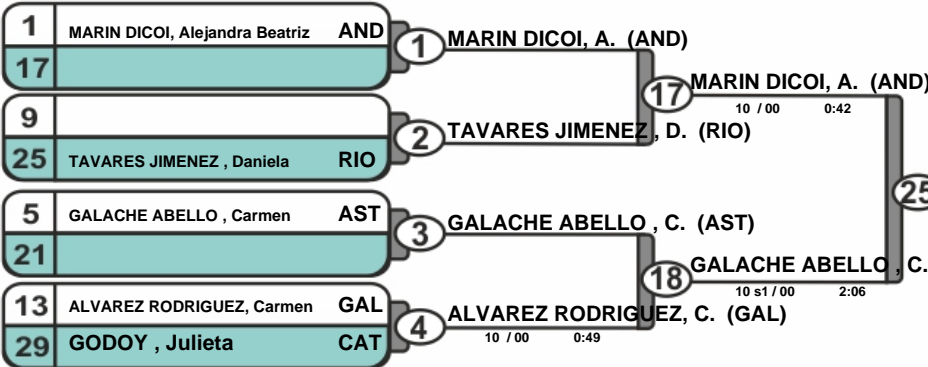 1 MARIN DICOI, Alejandra Beatriz AND
17
1
MARIN DICOI, A. (AND)
9
25 TAVARES JIMENEZ , Daniela RIO
2
TAVARES JIMENEZ , D. (RIO)
17
MARIN DICOI, A. (AND)
10 / 00 0:42
5 GALACHE ABELLO , Carmen AST
21
3
GALACHE ABELLO , C. (AST)
13 ALVAREZ RODRIGUEZ, Carmen GAL
29 GODOY , Julieta CAT
4
ALVAREZ RODRIGUEZ, C. (GAL)
10 / 00 0:49
18
GALACHE ABELLO , C.
10 s1 / 00 2:06
25